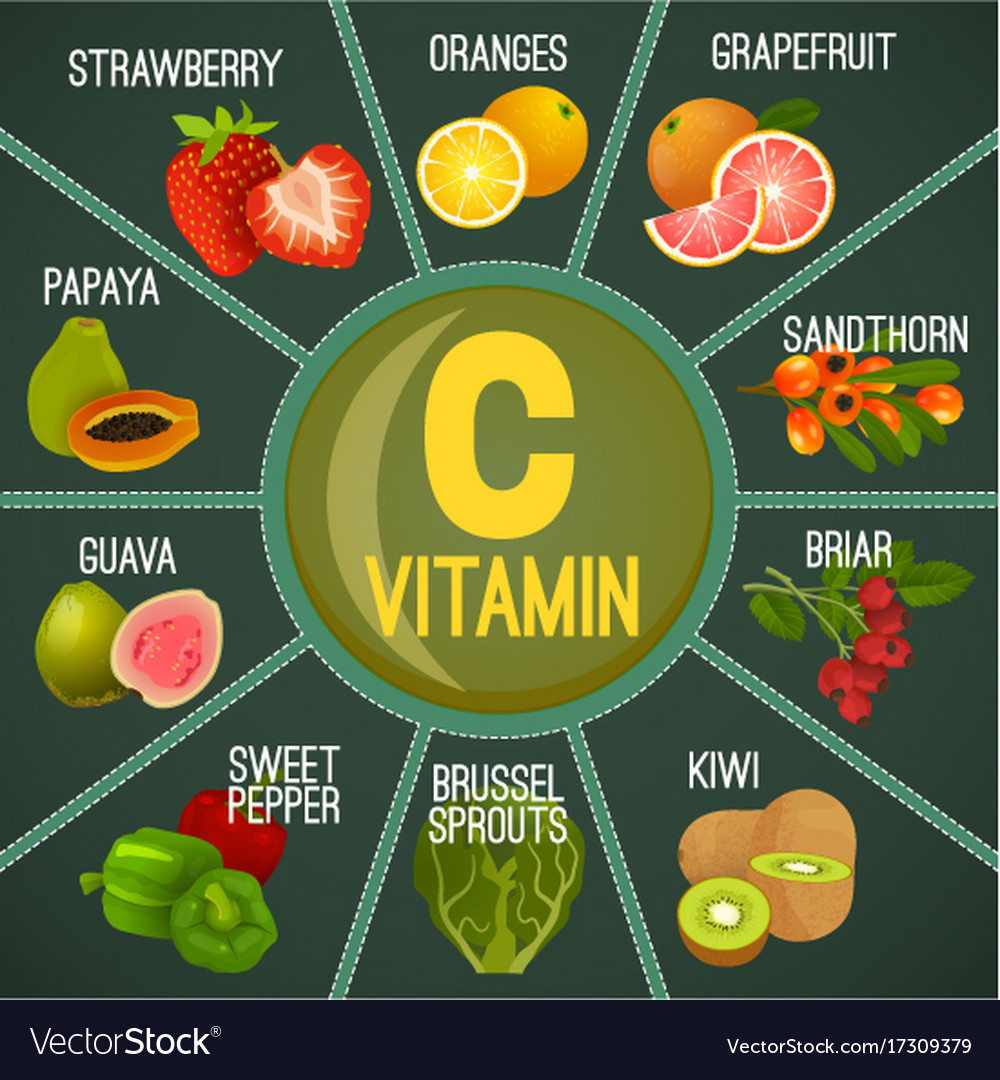 STRAWBERRY
ORANGES
GRAPEFRUIT
PAPAYA
SANDTHORN
C
VITAMIN
GUAVA
BRIAR
SWEET
PEPPER
BRUSSEL
SPROUTS
KIWI
VectorStock®
VectorStock.com/17309379